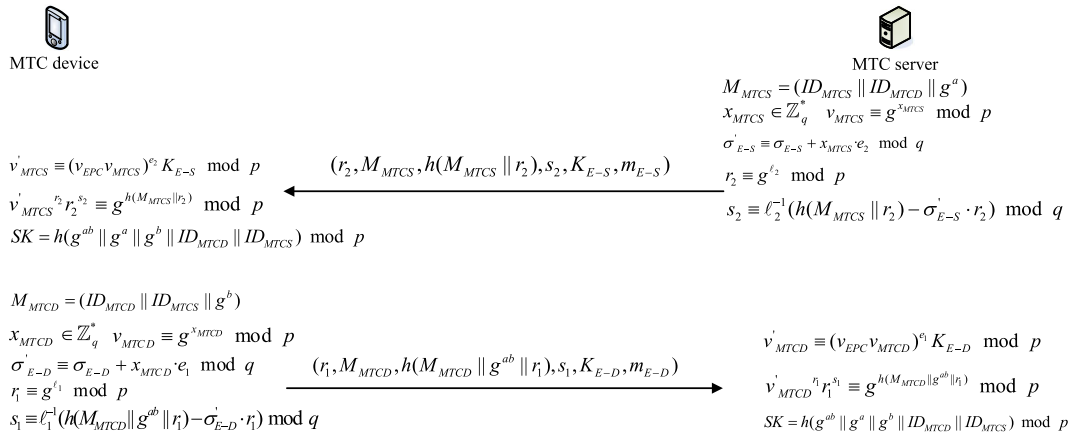 MTC device
MTC server
M_{MTCS} = (ID_{MTCS} || ID_{MTCD} || g^a)
x_{MTCS} ∈ ℤ_q^* v_{MTCS} ≡ g^{x_{MTCS}} mod p
σ'_{E-S} ≡ σ_{E-S} + x_{MTCS}·e_2 mod q
r_2 ≡ g^{ℓ_2} mod p
s_2 ≡ ℓ_2^{-1}(h(M_{MTCS} || r_2) − σ'_{E-S} · r_2) mod q
(r_2, M_{MTCS}, h(M_{MTCS} || r_2), s_2, K_{E-S}, m_{E-S})
v'_{MTCS} ≡ (v_{EPC} v_{MTCS})^{e_2} K_{E-S} mod p
v'_{MTCS}^{r_2} r_2^{s_2} ≡ g^{h(M_{MTCS}||r_2)} mod p
SK = h(g^{ab} || g^a || g^b || ID_{MTCD} || ID_{MTCS}) mod p
M_{MTCD} = (ID_{MTCD} || ID_{MTCS} || g^b)
x_{MTCD} ∈ ℤ_q^* v_{MTCD} ≡ g^{x_{MTCD}} mod p
σ'_{E-D} ≡ σ_{E-D} + x_{MTCD}·e_1 mod q
r_1 ≡ g^{ℓ_1} mod p
s_1 ≡ ℓ_1^{-1}(h(M_{MTCD} || g^{ab} || r_1) − σ'_{E-D} · r_1) mod q
(r_1, M_{MTCD}, h(M_{MTCD} || g^{ab} || r_1), s_1, K_{E-D}, m_{E-D})
v'_{MTCD} ≡ (v_{EPC} v_{MTCD})^{e_1} K_{E-D} mod p
v'_{MTCD}^{r_1} r_1^{s_1} ≡ g^{h(M_{MTCD}||g^{ab}||r_1)} mod p
SK = h(g^{ab} || g^a || g^b || ID_{MTCD} || ID_{MTCS}) mod p